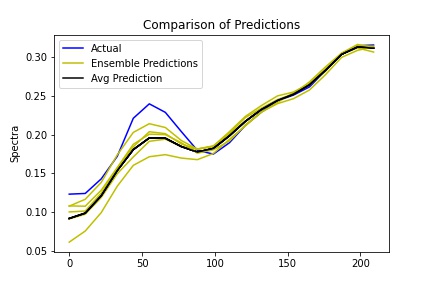 Comparison of Predictions
Actual
Ensemble Predictions
Avg Prediction
Spectra
0.30
0.25
0.20
0.15
0.10
0.05
0
50
100
150
200